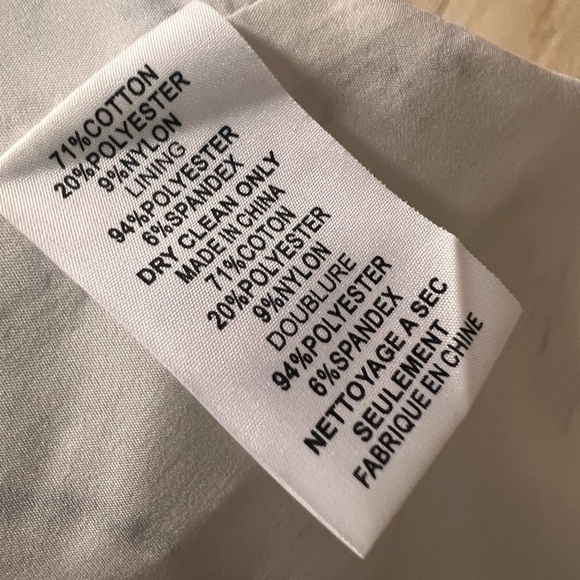 71%COTTON
20%POLYESTER
9%NYLON
LINING
94%POLYESTER
6%SPANDEX
DRY CLEAN ONLY
MADE IN CHINA
71%COTON
20%POLYESTER
9%NYLON
DOUBLURE
94%POLYESTER
6%SPANDEX
NETTOYAGE A SEC
SEULEMENT
FABRIQUE EN CHINE